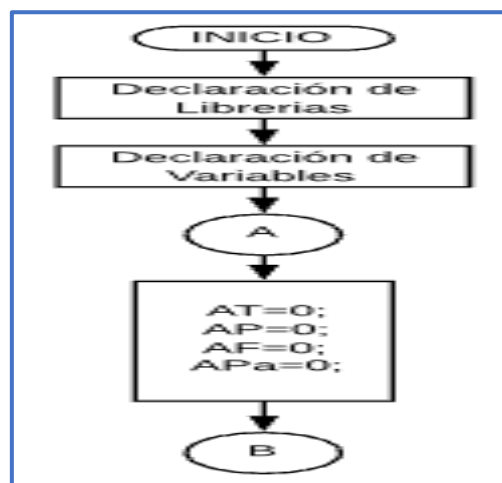 INICIO
Declaración de
Librerias
Declaración de
Variables
A
AT=0;
AP=0;
AF=0;
APa=0;
B